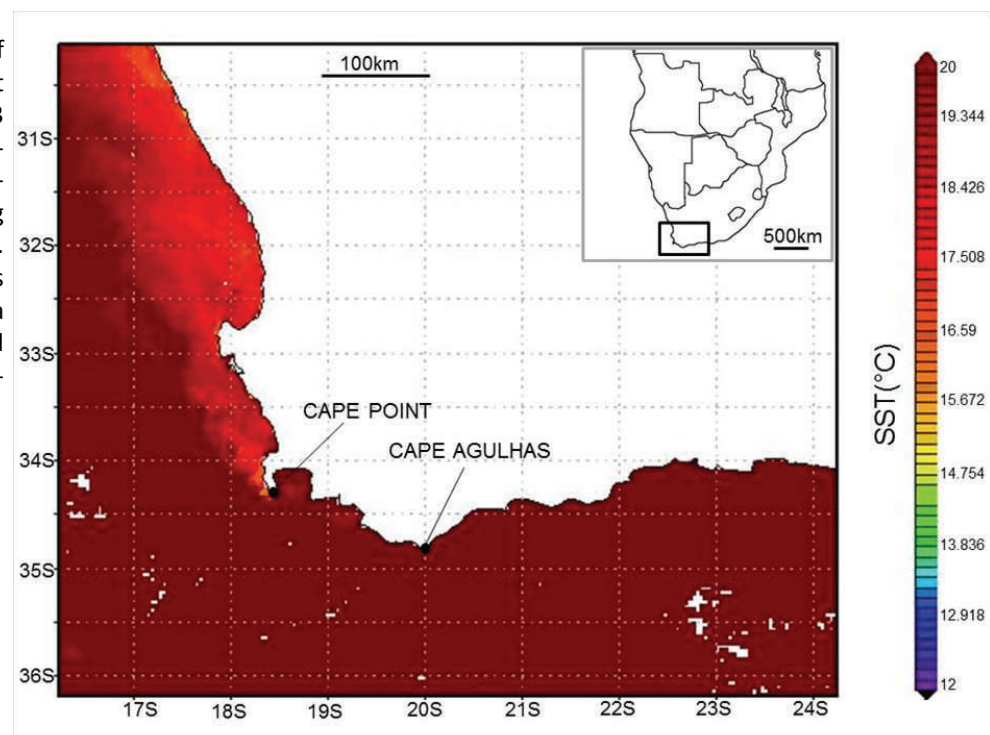 100km
500km
31S
32S
33S
34S
35S
36S
CAPE POINT
CAPE AGULHAS
17S
18S
19S
20S
21S
22S
23S
24S
SST(°C)
20
19.344
18.426
17.508
16.59
15.672
14.754
13.836
12.918
12